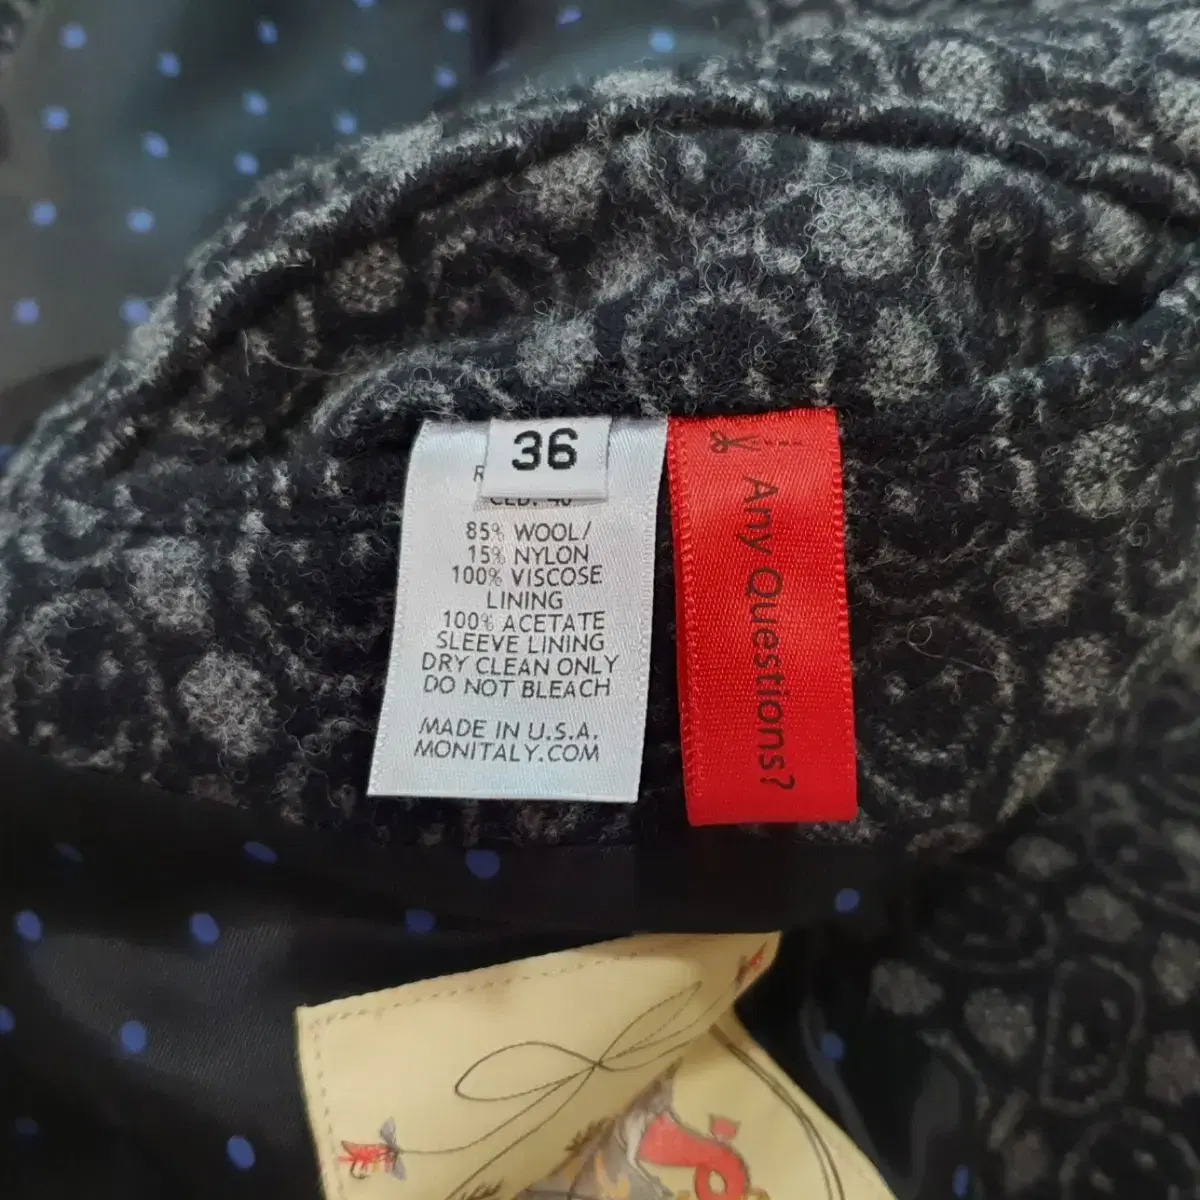 36
85% WOOL/
15% NYLON
100% VISCOSE
LINING
100% ACETATE
SLEEVE LINING
DRY CLEAN ONLY
DO NOT BLEACH
MADE IN U.S.A.
MONITALY.COM
Any Questions?